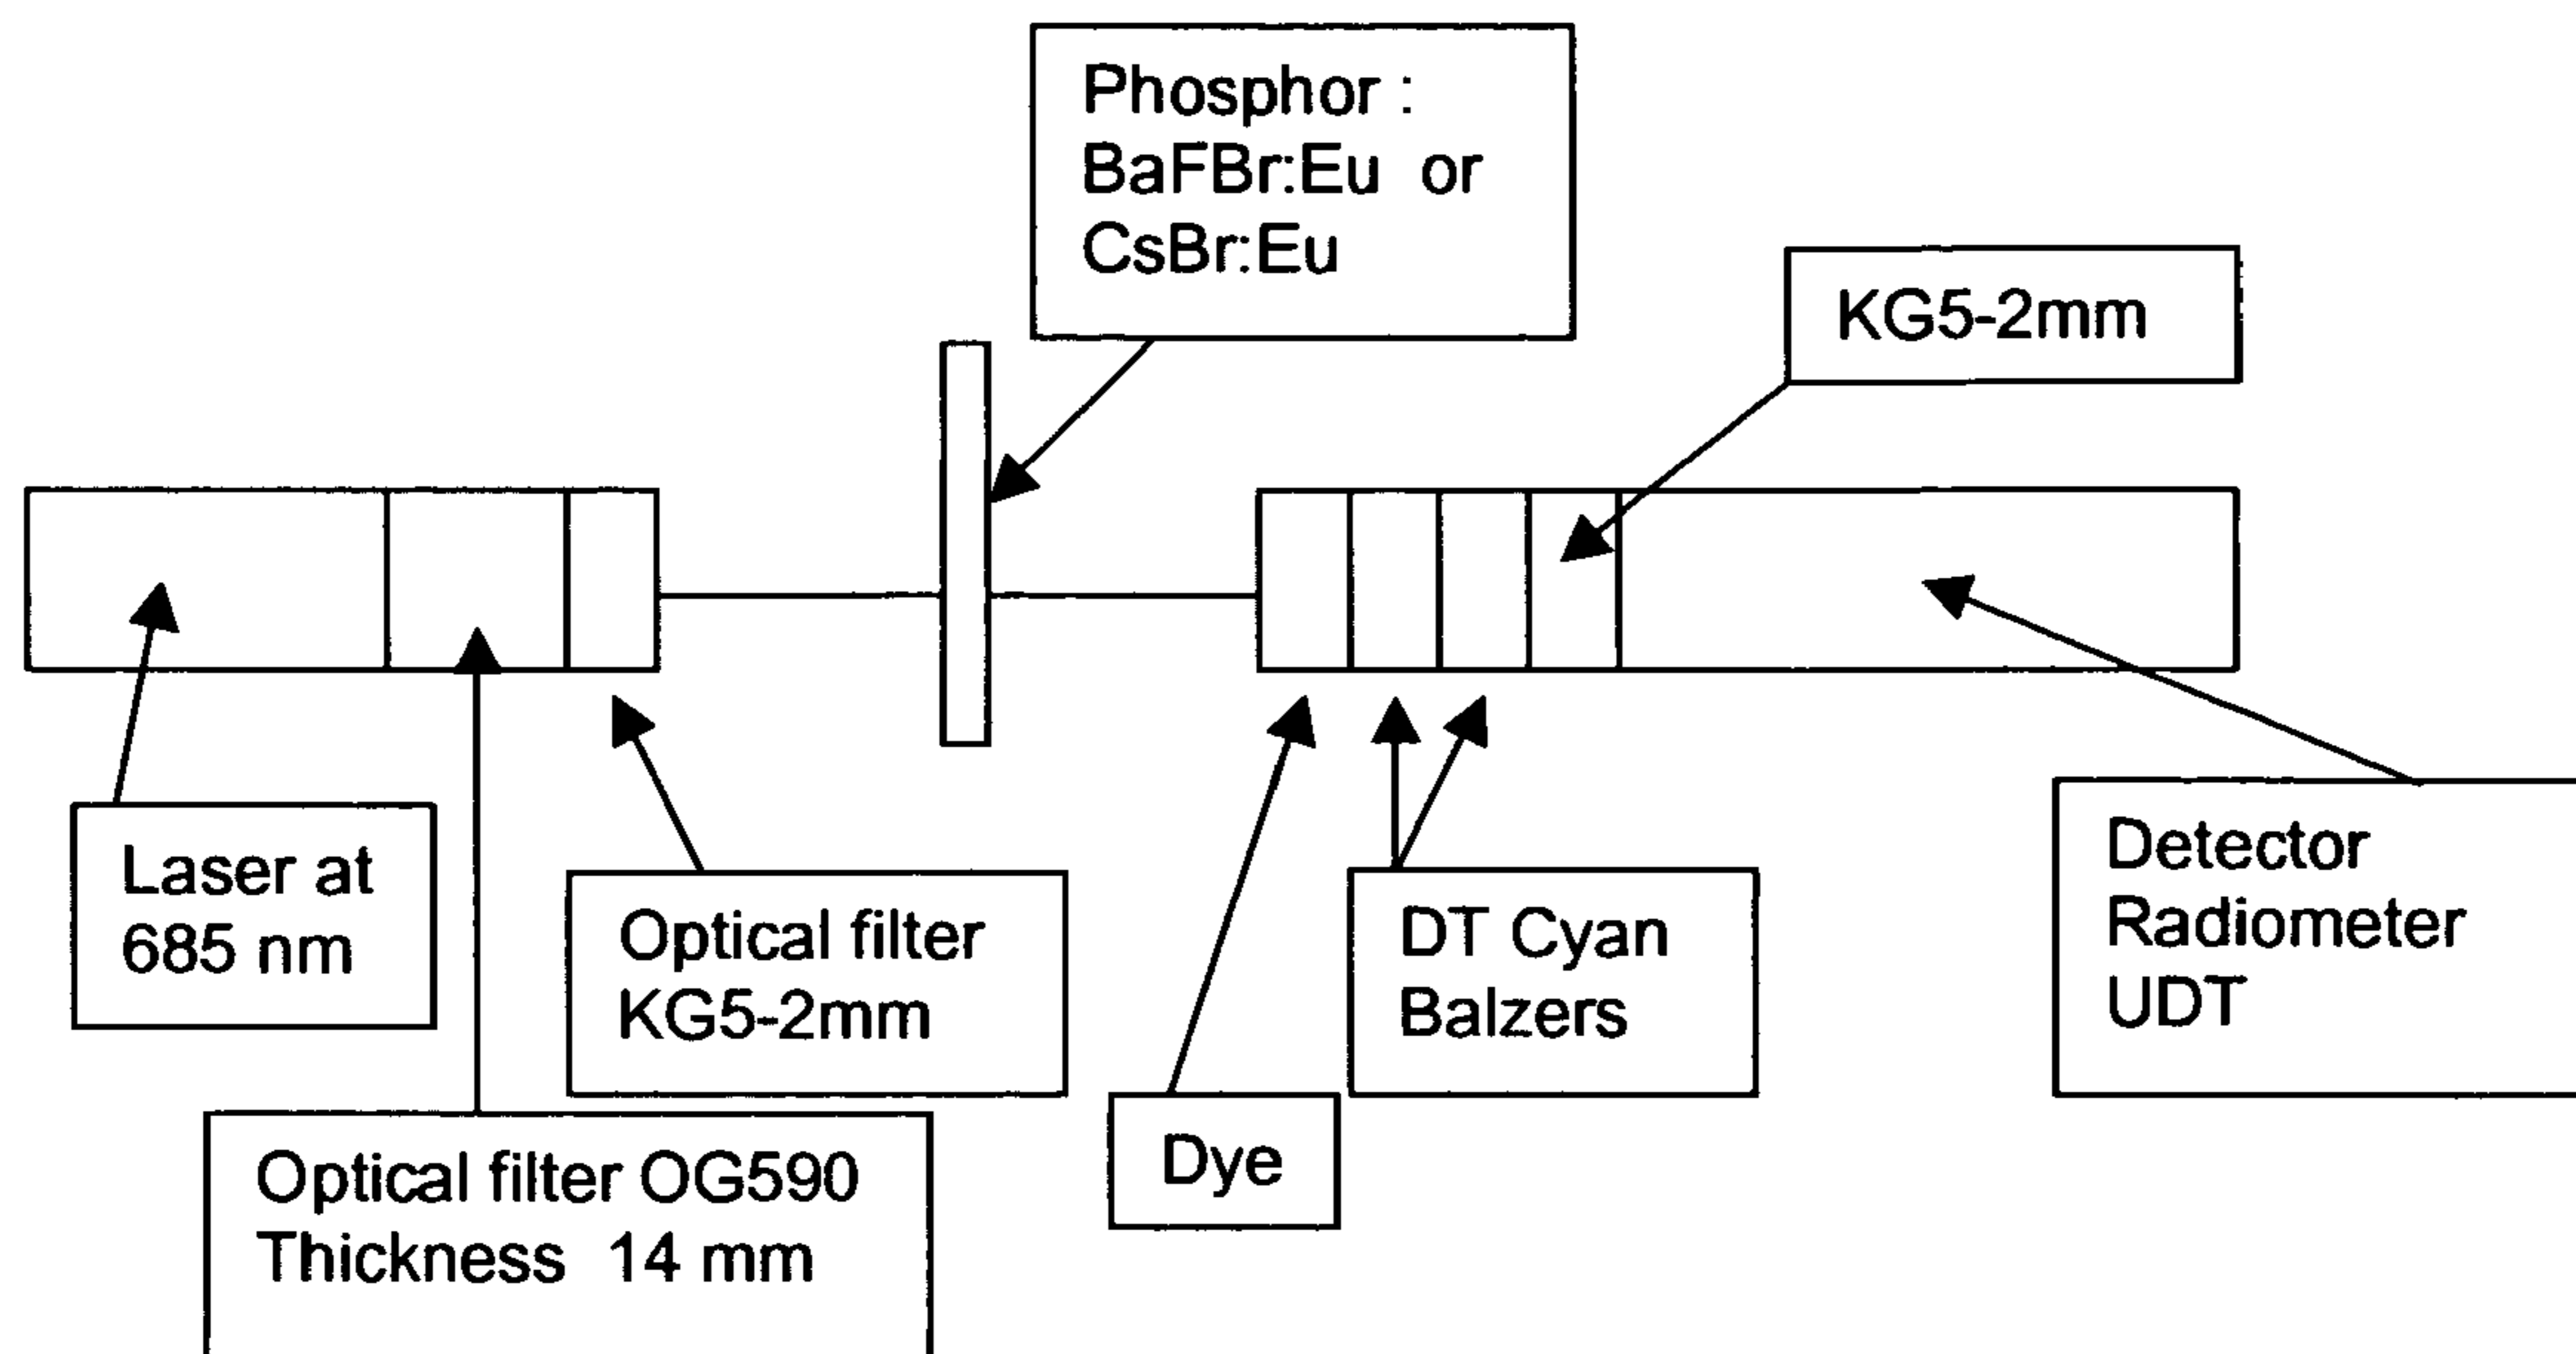 Phosphor :
BaFBr:Eu or
CsBr:Eu
KG5-2mm
Laser at
685 nm
Optical filter
KG5-2mm
DT Cyan
Balzers
Detector
Radiometer
UDT
Dye
Optical filter OG590
Thickness 14 mm